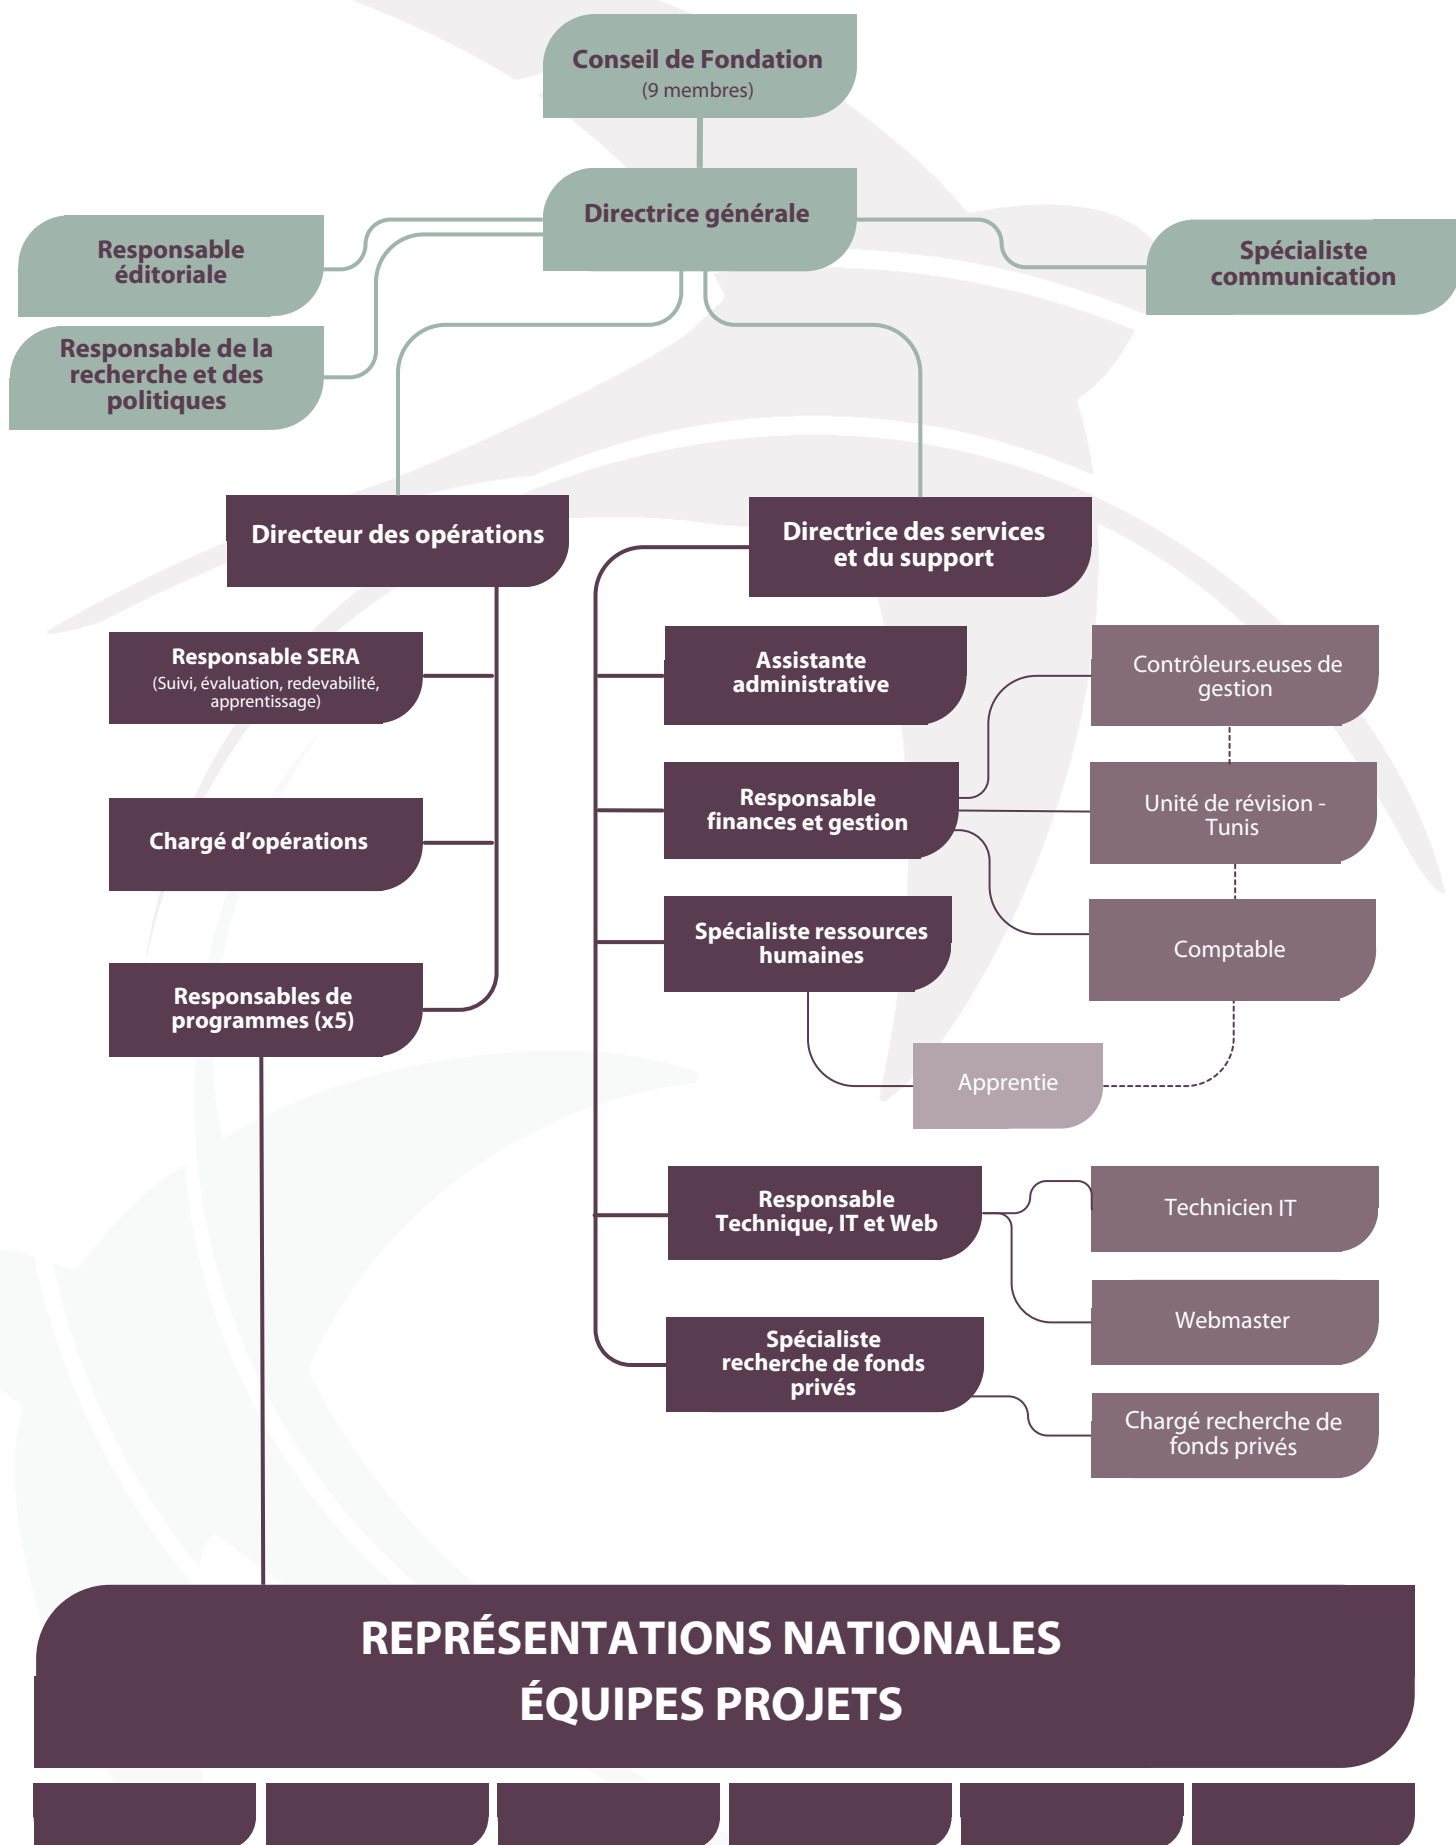 Conseil de Fondation
(9 membres)
Directrice générale
Responsable
éditoriale
Spécialiste
communication
Responsable de la
recherche et des
politiques
Directeur des opérations
Directrice des services
et du support
Responsable SERA
(Suivi, évaluation, redevabilité,
apprentissage)
Assistante
administrative
Contrôleurs.euses de
gestion
Chargé d'opérations
Responsable
finances et gestion
Unité de révision -
Tunis
Spécialiste ressources
humaines
Comptable
Responsables de
programmes (x5)
Apprentie
Responsable
Technique, IT et Web
Technicien IT
Webmaster
Spécialiste
recherche de fonds
privés
Chargé recherche de
fonds privés
REPRÉSENTATIONS NATIONALES
ÉQUIPES PROJETS